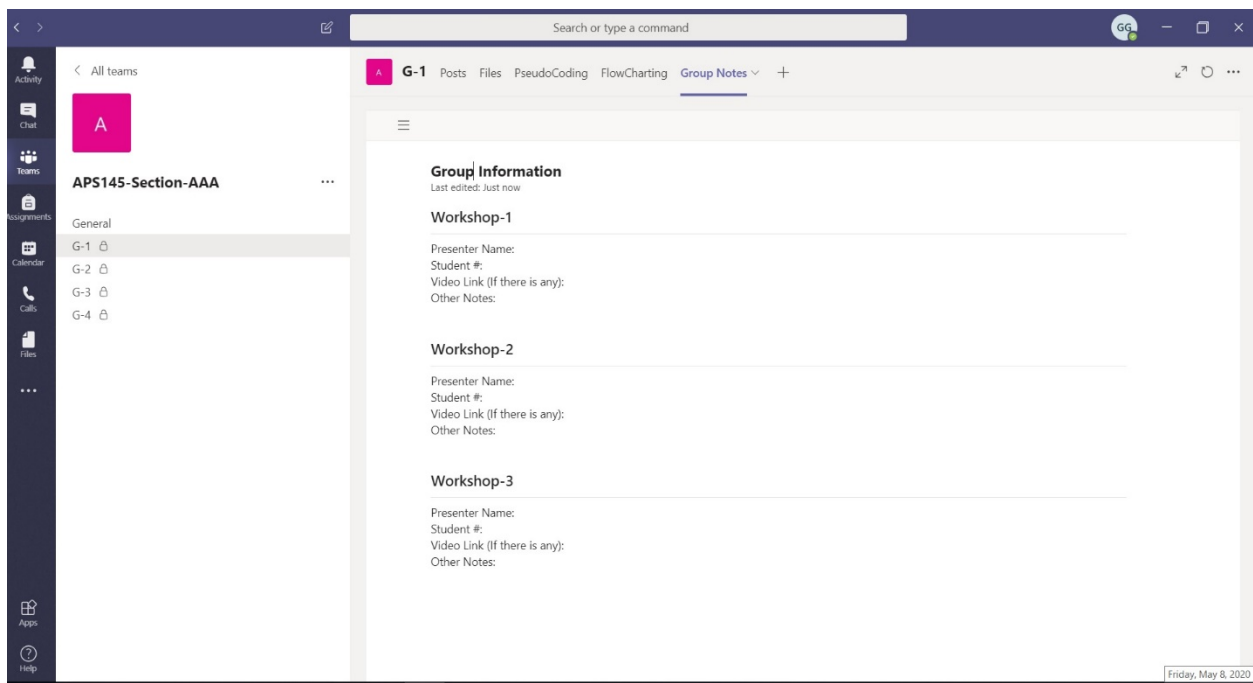 Search or type a command
GG
Activity
Chat
Teams
Assignments
Calendar
Calls
Files
Apps
Help
All teams
A
APS145-Section-AAA
General
G-1
G-2
G-3
G-4
A G-1 Posts Files PseudoCoding FlowCharting Group Notes
Group Information
Last edited: Just now
Workshop-1
Presenter Name:
Student #:
Video Link (If there is any):
Other Notes:
Workshop-2
Presenter Name:
Student #:
Video Link (If there is any):
Other Notes:
Workshop-3
Presenter Name:
Student #:
Video Link (If there is any):
Other Notes:
Friday, May 8, 2020